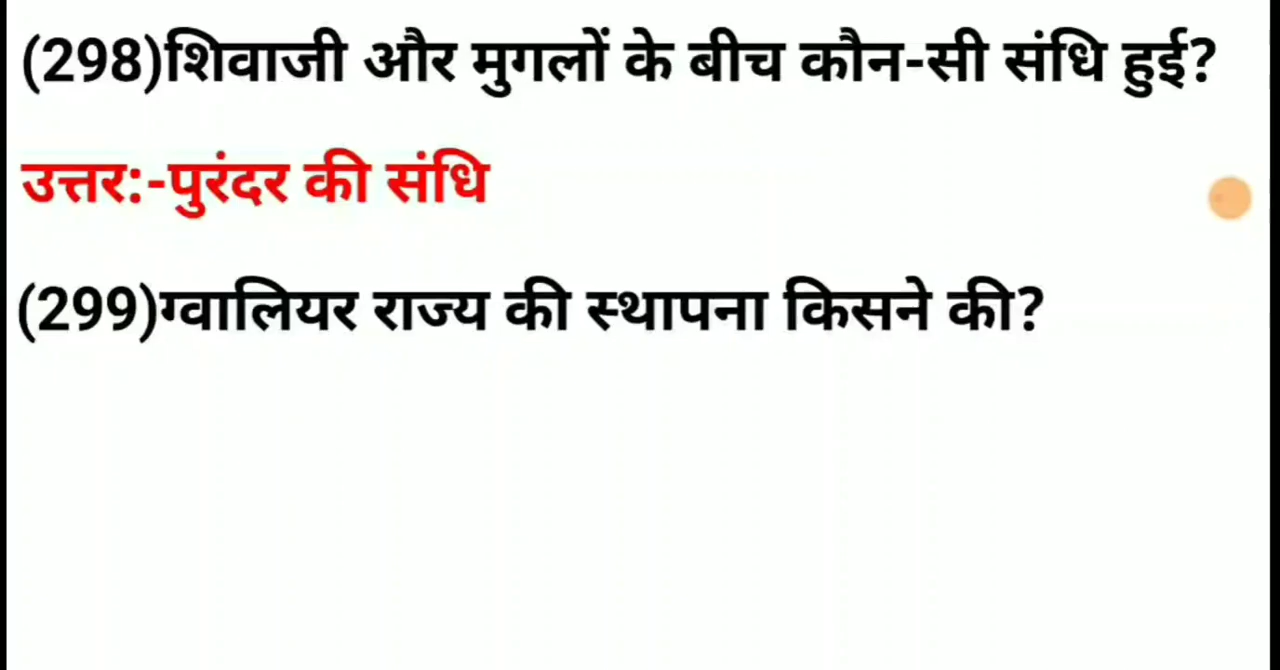 (298)शिवाजी और मुगलों के बीच कौन-सी संधि हुई?
उत्तर:-पुरंदर की संधि
(299)ग्वालियर राज्य की स्थापना किसने की?